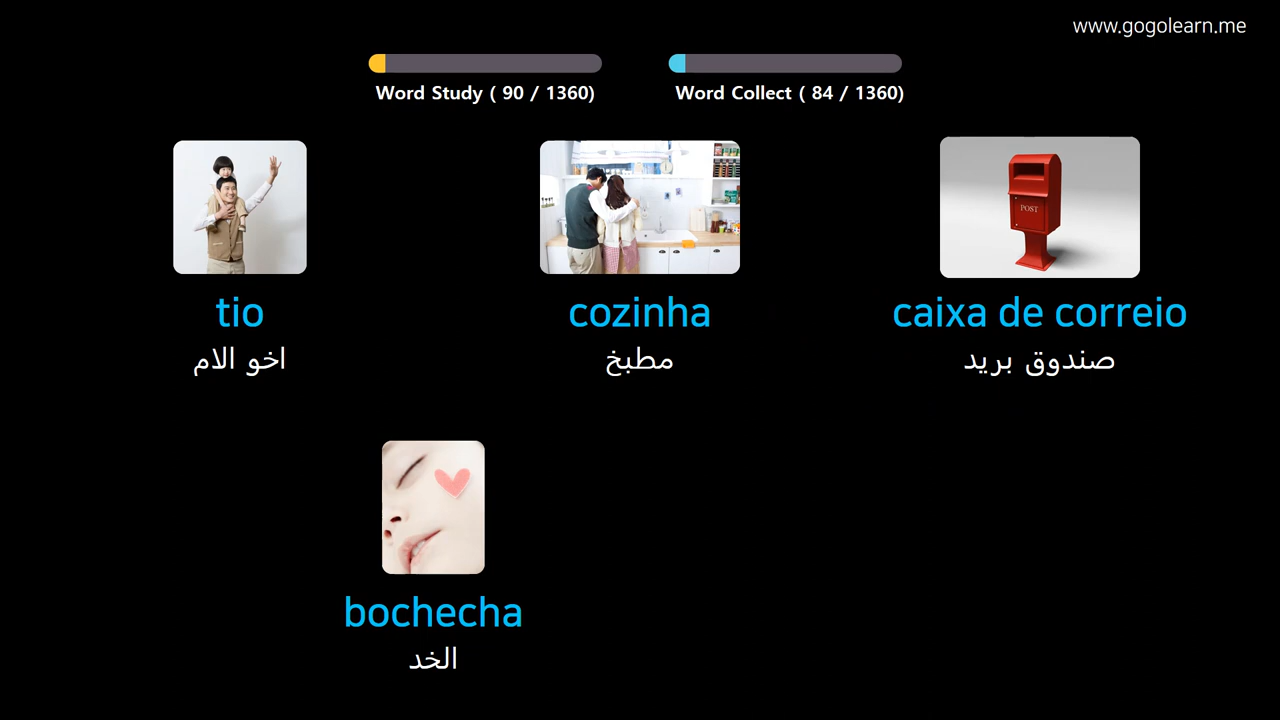 www.gogolearn.me
Word Study ( 90 / 1360)
Word Collect ( 84 / 1360)
POST
tio
اخو الام
cozinha
مطبخ
caixa de correio
صندوق بريد
bochecha
الخد